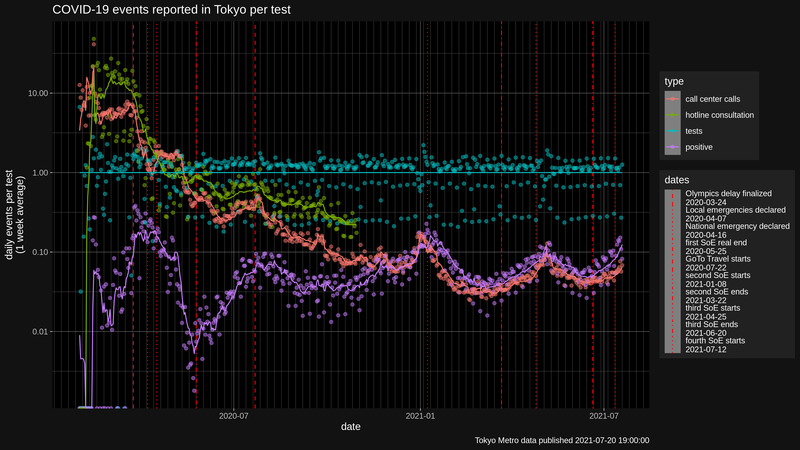 COVID-19 events reported in Tokyo per test
daily events per test
(1 week average)
10.00
1.00
0.10
0.01
2020-07
2021-01
2021-07
date
type
call center calls
hotline consultation
tests
positive
dates
Olympics delay finalized
2020-03-24
Local emergencies declared
2020-04-07
National emergency declared
2020-04-16
first SoE real end
2020-05-25
GoTo Travel starts
2020-07-22
second SoE starts
2021-01-08
second SoE ends
2021-03-22
third SoE starts
2021-04-25
third SoE ends
2021-06-20
fourth SoE starts
2021-07-12
Tokyo Metro data published 2021-07-20 19:00:00